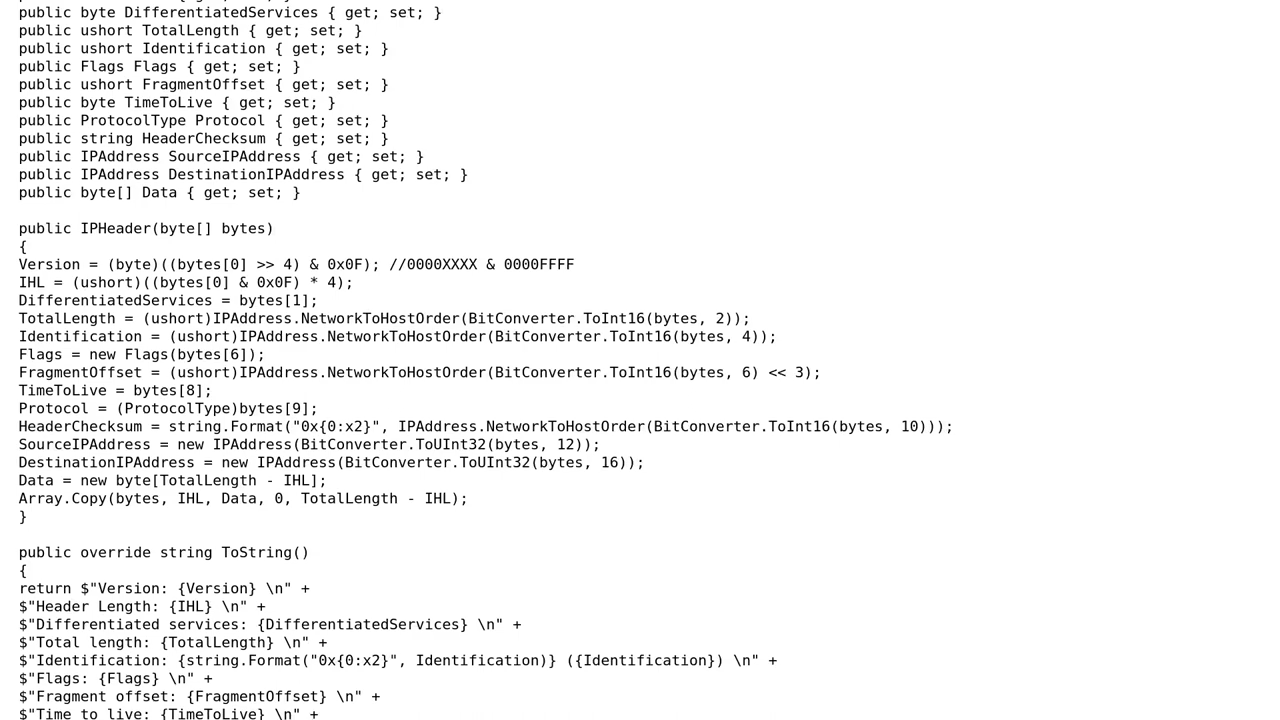 public byte DifferentiatedServices { get; set; }
public ushort TotalLength { get; set; }
public ushort Identification { get; set; }
public Flags Flags { get; set; }
public ushort FragmentOffset { get; set; }
public byte TimeToLive { get; set; }
public ProtocolType Protocol { get; set; }
public string HeaderChecksum { get; set; }
public IPAddress SourceIPAddress { get; set; }
public IPAddress DestinationIPAddress { get; set; }
public byte[] Data { get; set; }

public IPHeader(byte[] bytes)
{
Version = (byte)((bytes[0] >> 4) & 0x0F); //0000XXXX & 0000FFFF
IHL = (ushort)((bytes[0] & 0x0F) * 4);
DifferentiatedServices = bytes[1];
TotalLength = (ushort)IPAddress.NetworkToHostOrder(BitConverter.ToInt16(bytes, 2));
Identification = (ushort)IPAddress.NetworkToHostOrder(BitConverter.ToInt16(bytes, 4));
Flags = new Flags(bytes[6]);
FragmentOffset = (ushort)IPAddress.NetworkToHostOrder(BitConverter.ToInt16(bytes, 6) << 3);
TimeToLive = bytes[8];
Protocol = (ProtocolType)bytes[9];
HeaderChecksum = string.Format("0x{0:x2}", IPAddress.NetworkToHostOrder(BitConverter.ToInt16(bytes, 10)));
SourceIPAddress = new IPAddress(BitConverter.ToUInt32(bytes, 12));
DestinationIPAddress = new IPAddress(BitConverter.ToUInt32(bytes, 16));
Data = new byte[TotalLength - IHL];
Array.Copy(bytes, IHL, Data, 0, TotalLength - IHL);
}

public override string ToString()
{
return $"Version: {Version} \n" +
$"Header Length: {IHL} \n" +
$"Differentiated services: {DifferentiatedServices} \n" +
$"Total length: {TotalLength} \n" +
$"Identification: {string.Format("0x{0:x2}", Identification)} ({Identification}) \n" +
$"Flags: {Flags} \n" +
$"Fragment offset: {FragmentOffset} \n" +
$"Time to live: {TimeToLive} \n" +